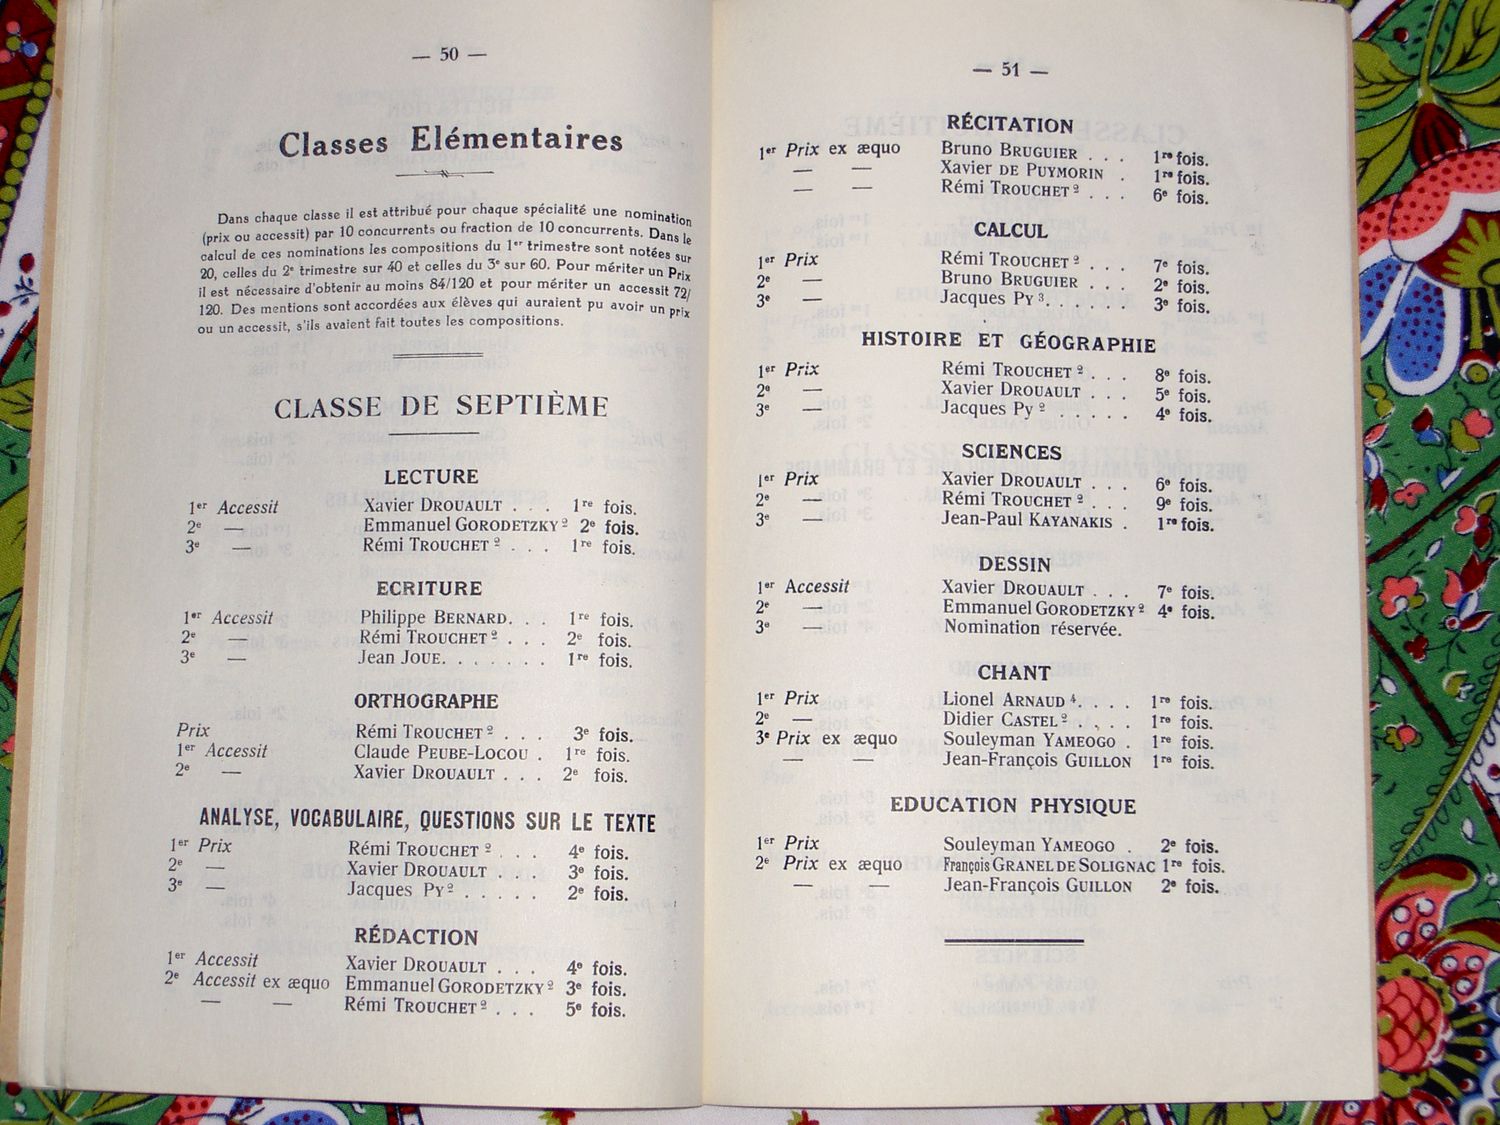 — 50 —
Classes Elémentaires
Dans chaque classe il est attribué pour chaque spécialité une nomination
(prix ou accessit) par 10 concurrents ou fraction de 10 concurrents. Dans le
calcul de ces nominations les compositions du 1er trimestre sont notées sur
20, celles du 2e trimestre sur 40 et celles du 3e sur 60. Pour mériter un Prix
il est nécessaire d'obtenir au moins 84/120 et pour mériter un accessit 72/
120. Des mentions sont accordées aux élèves qui auraient pu avoir un prix
ou un accessit, s'ils avaient fait toutes les compositions.
CLASSE DE SEPTIÈME
LECTURE
1er Accessit Xavier DROUAULT . . . 1re fois.
2e — Emmanuel GORODETZKY 2 2e fois.
3e — Rémi TROUCHET 2 . . . 1re fois.
ECRITURE
1er Accessit Philippe BERNARD. . . 1re fois.
2e — Rémi TROUCHET 2 . . . 2e fois.
3e — Jean JOUE. . . . . . . 1re fois.
ORTHOGRAPHE
Prix Rémi TROUCHET 2 . . . 3e fois.
1er Accessit Claude PEUBE-LOCOU . 1re fois.
2e — Xavier DROUAULT . . . 2e fois.
ANALYSE, VOCABULAIRE, QUESTIONS SUR LE TEXTE
1er Prix Rémi TROUCHET 2 . . . 4e fois.
2e — Xavier DROUAULT . . . 3e fois.
3e — Jacques PY 2 . . . . . 2e fois.
RÉDACTION
1er Accessit Xavier DROUAULT . . . 4e fois.
2e Accessit ex æquo Emmanuel GORODETZKY 2 3e fois.
— — Rémi TROUCHET 2 . . . 5e fois.
— 51 —
RÉCITATION
1er Prix ex æquo Bruno BRUGUIER . . . 1re fois.
— — Xavier DE PUYMORIN . 1re fois.
— — Rémi TROUCHET 2 . . . 6e fois.
CALCUL
1er Prix Rémi TROUCHET 2 . . . 7e fois.
2e — Bruno BRUGUIER . . . 2e fois.
3e — Jacques PY 3. . . . . 3e fois.
HISTOIRE ET GÉOGRAPHIE
1er Prix Rémi TROUCHET 2 . . . 8e fois.
2e — Xavier DROUAULT . . . 5e fois.
3e — Jacques Py 2 . . . . . 4e fois.
SCIENCES
1er Prix Xavier DROUAULT . . . 6e fois.
2e — Rémi TROUCHET 2 . . . 9e fois.
3e — Jean-Paul KAYANAKIS . 1re fois.
DESSIN
1er Accessit Xavier DROUAULT . . . 7e fois.
2e — Emmanuel GORODETZKY 2 4e fois.
3e — Nomination réservée.
CHANT
1er Prix Lionel ARNAUD 4. . . . 1re fois.
2e — Didier CASTEL 2 . . . . 1re fois.
3e Prix ex æquo Souleyman YAMEOGO . 1re fois.
— — Jean-François GUILLON 1re fois.
EDUCATION PHYSIQUE
1er Prix Souleyman YAMEOGO . 2e fois.
2e Prix ex æquo François GRANEL DE SOLIGNAC 1re fois.
— — Jean-François GUILLON 2e fois.